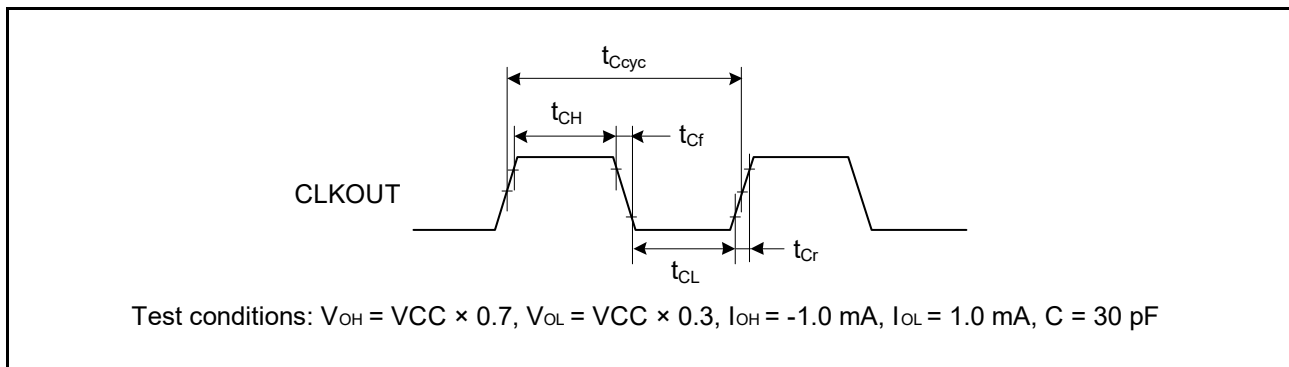 tCcyc
tCH
tCf
CLKOUT
tCL
tCr
Test conditions: VOH = VCC × 0.7, VOL = VCC × 0.3, IOH = -1.0 mA, IOL = 1.0 mA, C = 30 pF